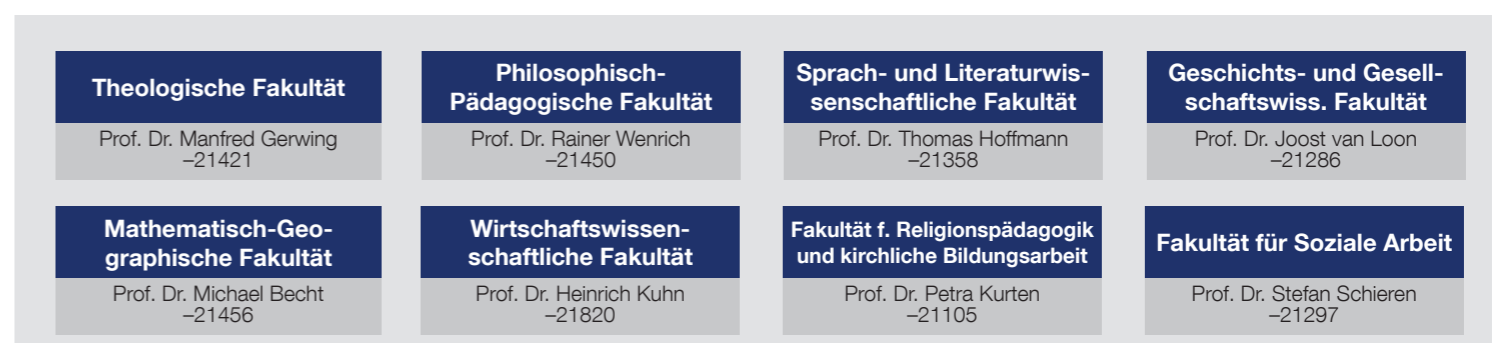 Theologische Fakultät
Prof. Dr. Manfred Gerwing
–21421
Philosophisch-
Pädagogische Fakultät
Prof. Dr. Rainer Wenrich
–21450
Sprach- und Literaturwis-
senschaftliche Fakultät
Prof. Dr. Thomas Hoffmann
–21358
Geschichts- und Gesell-
schaftswiss. Fakultät
Prof. Dr. Joost van Loon
–21286
Mathematisch-Geo-
graphische Fakultät
Prof. Dr. Michael Becht
–21456
Wirtschaftswissen-
schaftliche Fakultät
Prof. Dr. Heinrich Kuhn
–21820
Fakultät f. Religionspädagogik
und kirchliche Bildungsarbeit
Prof. Dr. Petra Kurten
–21105
Fakultät für Soziale Arbeit
Prof. Dr. Stefan Schieren
–21297